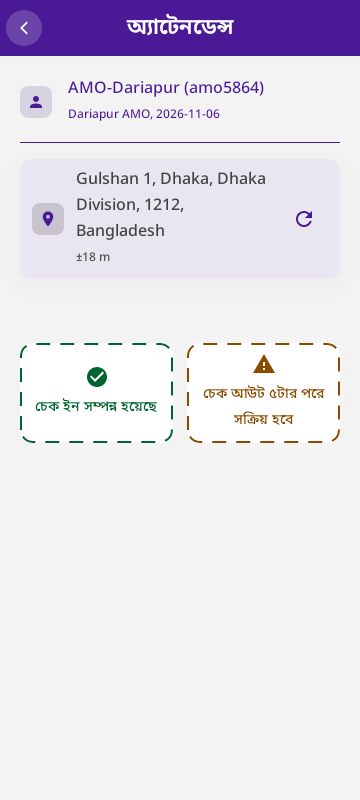 অ্যাটেনডেন্স
AMO-Dariapur (amo5864)
Dariapur AMO, 2026-11-06
Gulshan 1, Dhaka, Dhaka
Division, 1212,
Bangladesh
±18 m
চেক ইন সম্পন্ন হয়েছে
চেক আউট ৫টার পরে
সক্রিয় হবে